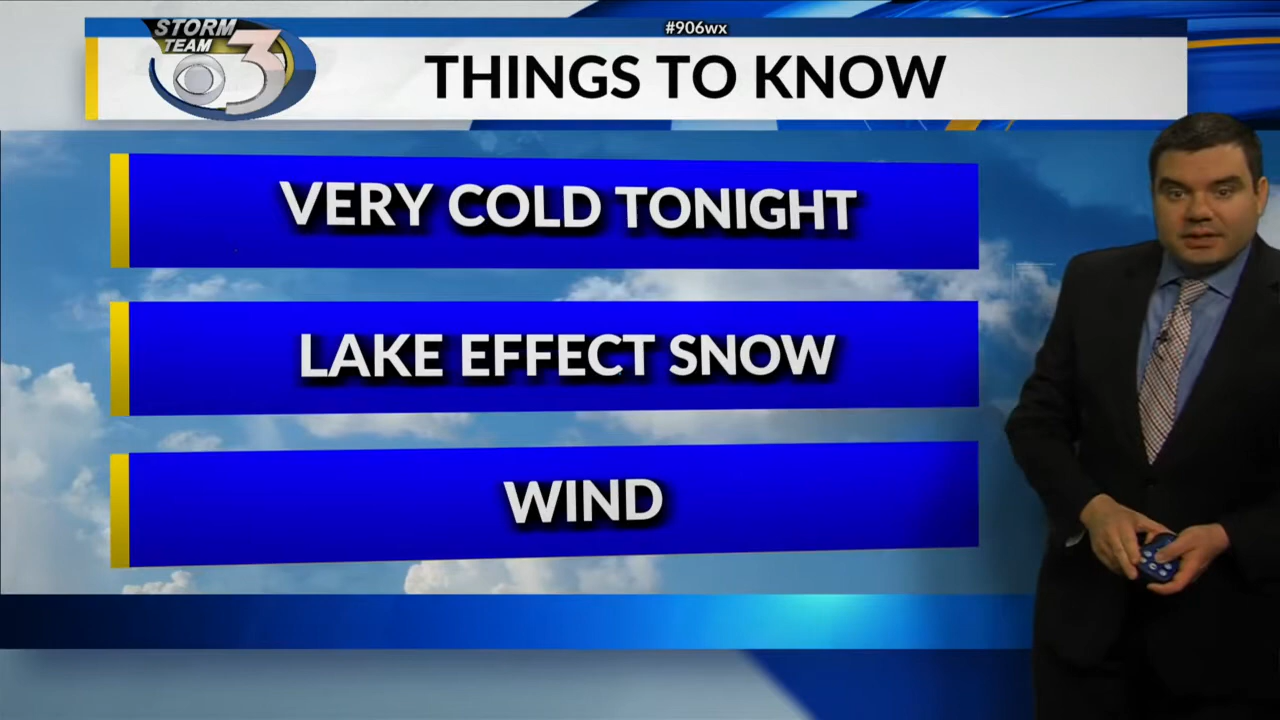 #906wx
STORM
TEAM
3
THINGS TO KNOW
VERY COLD TONIGHT
LAKE EFFECT SNOW
WIND